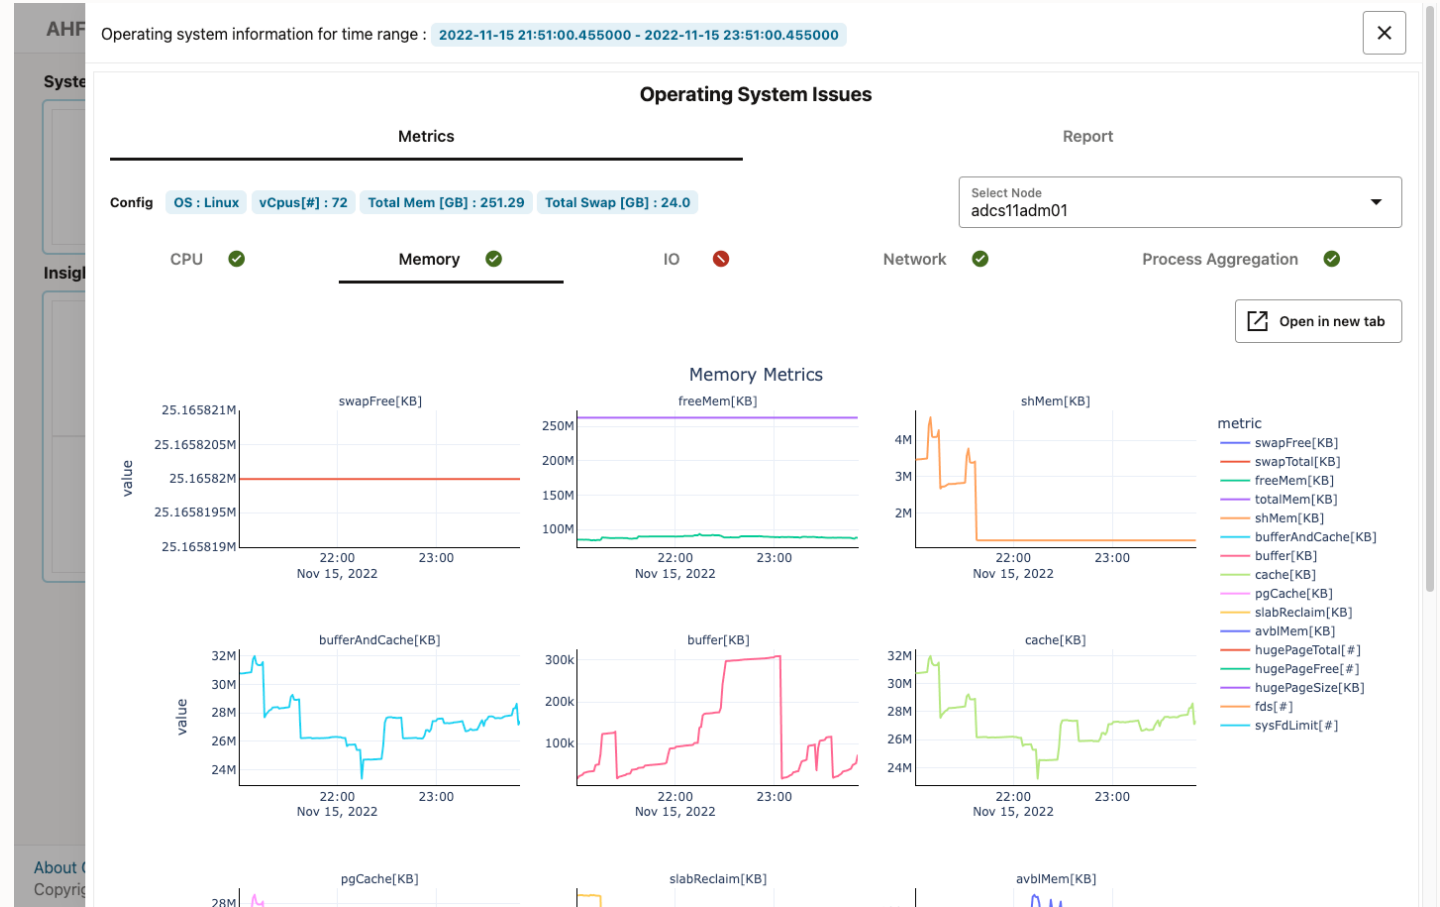 AHF
Operating system information for time range : 2022-11-15 21:51:00.455000 - 2022-11-15 23:51:00.455000
Syste
Operating System Issues
Metrics
Report
Config OS : Linux vCpus[#] : 72 Total Mem [GB] : 251.29 Total Swap [GB] : 24.0
Select Node
adcs11adm01
CPU Memory IO Network Process Aggregation
Insigh
Open in new tab
Memory Metrics
swapFree[KB]
25.165821M
25.1658205M
25.16582M
25.1658195M
25.165819M
value
22:00 23:00
Nov 15, 2022
freeMem[KB]
250M
200M
150M
100M
22:00 23:00
Nov 15, 2022
shMem[KB]
4M
3M
2M
22:00 23:00
Nov 15, 2022
metric
swapFree[KB]
swapTotal[KB]
freeMem[KB]
totalMem[KB]
shMem[KB]
bufferAndCache[KB]
buffer[KB]
cache[KB]
pgCache[KB]
slabReclaim[KB]
avblMem[KB]
hugePageTotal[#]
hugePageFree[#]
hugePageSize[KB]
fds[#]
sysFdLimit[#]
bufferAndCache[KB]
32M
30M
28M
26M
24M
value
22:00 23:00
Nov 15, 2022
buffer[KB]
300k
200k
100k
22:00 23:00
Nov 15, 2022
cache[KB]
32M
30M
28M
26M
24M
22:00 23:00
Nov 15, 2022
About
Copyrig
pgCache[KB]
28M
slabReclaim[KB]
avblMem[KB]